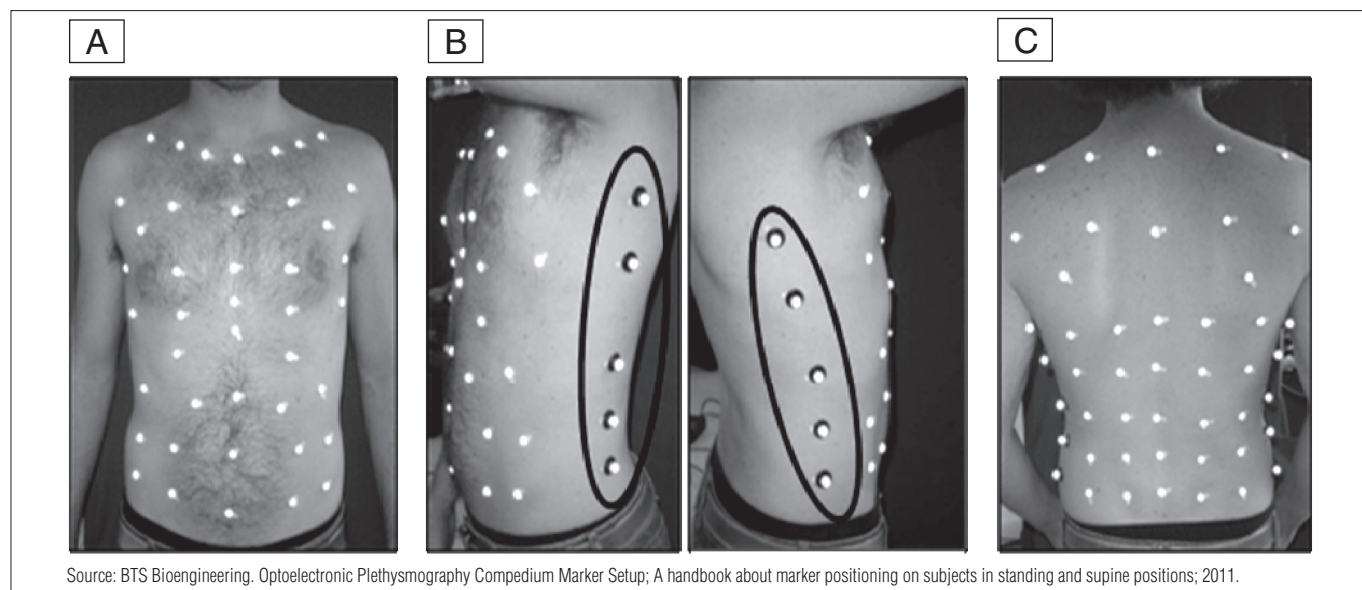 A
B
C
Source: BTS Bioengineering. Optoelectronic Plethysmography Compedium Marker Setup; A handbook about marker positioning on subjects in standing and supine positions; 2011.